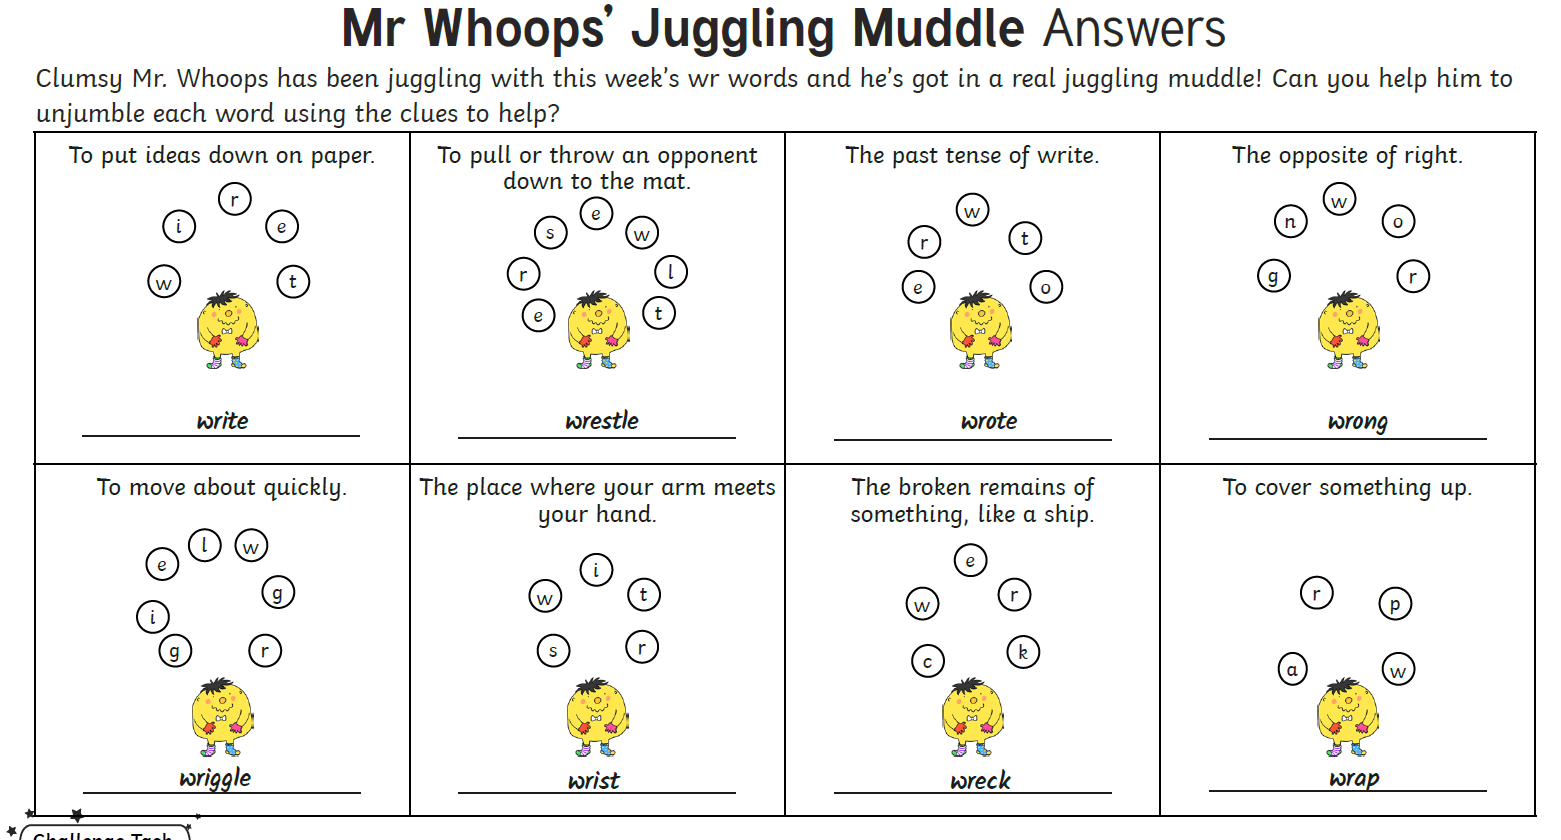 Mr Whoops’ Juggling Muddle Answers
Clumsy Mr. Whoops has been juggling with this week’s wr words and he’s got in a real juggling muddle! Can you help him to
unjumble each word using the clues to help?
To put ideas down on paper.
r
i
e
w
t
write
To pull or throw an opponent
down to the mat.
e
s
w
r
l
e
t
wrestle
The past tense of write.
w
r
t
e
o
wrote
The opposite of right.
w
n
o
g
r
wrong
To move about quickly.
l
w
e
g
i
g
r
wriggle
The place where your arm meets
your hand.
i
w
t
s
r
wrist
The broken remains of
something, like a ship.
e
w
r
c
k
wreck
To cover something up.
r
p
a
w
wrap